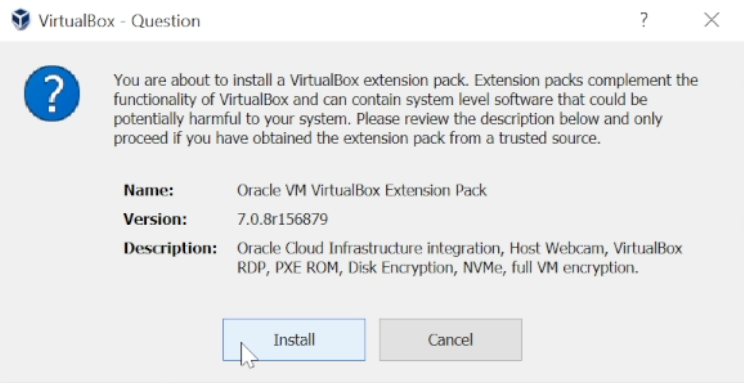 VirtualBox - Question
?
You are about to install a VirtualBox extension pack. Extension packs complement the
functionality of VirtualBox and can contain system level software that could be
potentially harmful to your system. Please review the description below and only
proceed if you have obtained the extension pack from a trusted source.
Name: Oracle VM VirtualBox Extension Pack
Version: 7.0.8r156879
Description: Oracle Cloud Infrastructure integration, Host Webcam, VirtualBox
RDP, PXE ROM, Disk Encryption, NVMe, full VM encryption.
Install Cancel